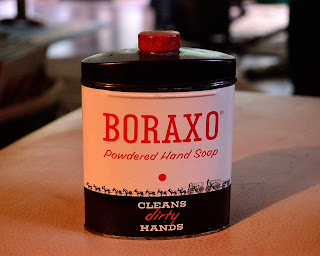 BORAXO®
Powdered Hand Soap
CLEANS
dirty
HANDS